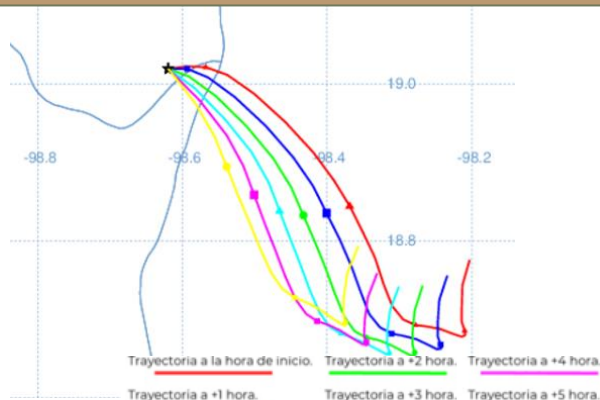 19.0
-98.8 -98.6 -98.4 -98.2
18.8
Trayectoria a la hora de inicio. Trayectoria a +2 hora. Trayectoria a +4 hora.
Trayectoria a +1 hora. Trayectoria a +3 hora. Trayectoria a +5 hora.